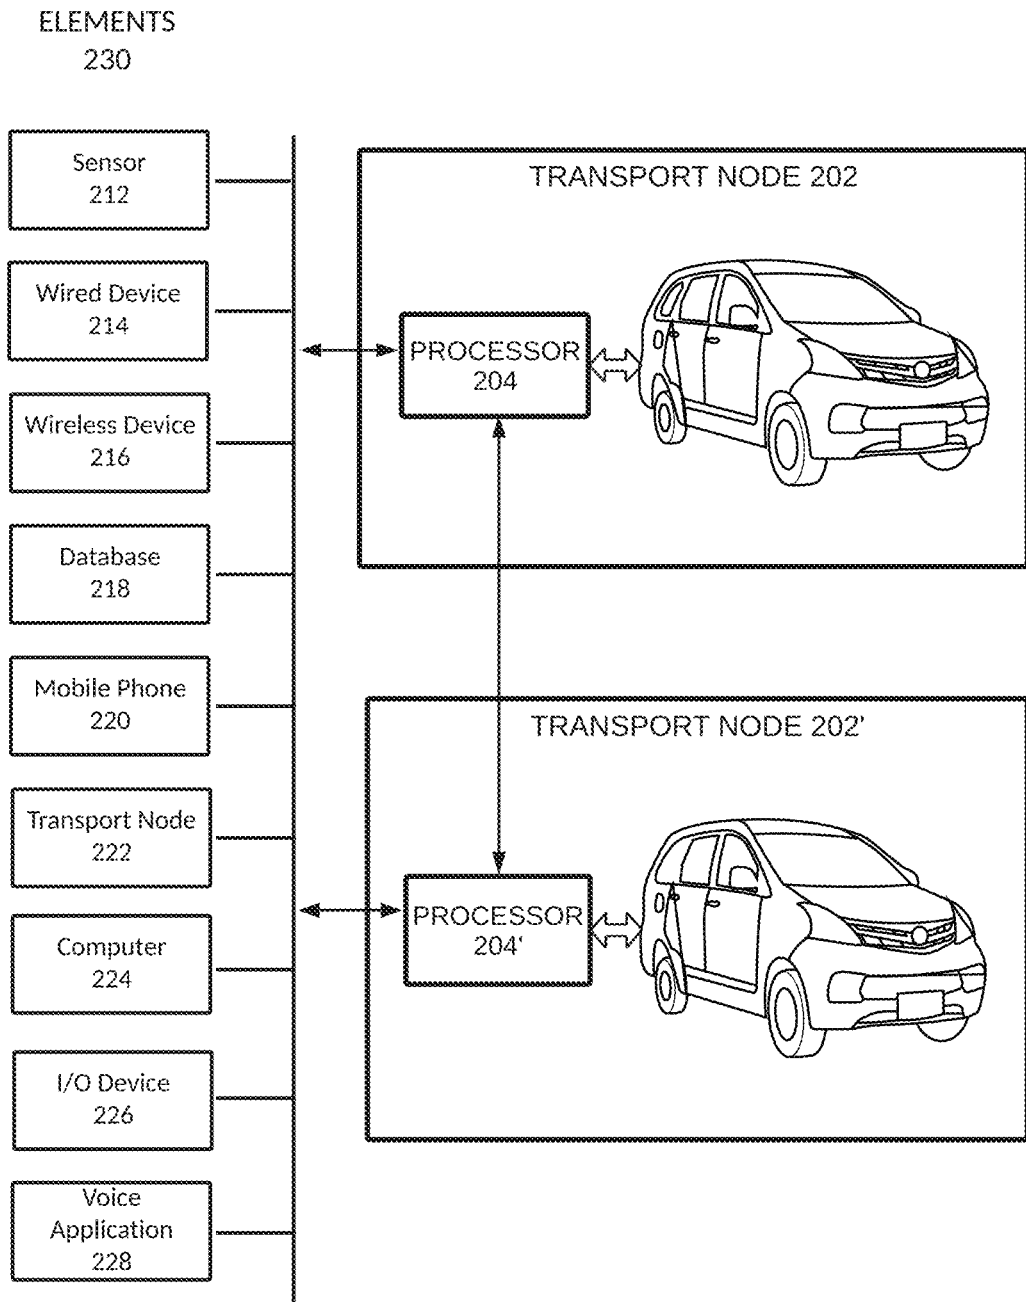 ELEMENTS
230
Sensor
212
Wired Device
214
Wireless Device
216
Database
218
Mobile Phone
220
Transport Node
222
Computer
224
I/O Device
226
Voice
Application
228
TRANSPORT NODE 202
PROCESSOR
204
TRANSPORT NODE 202'
PROCESSOR
204'